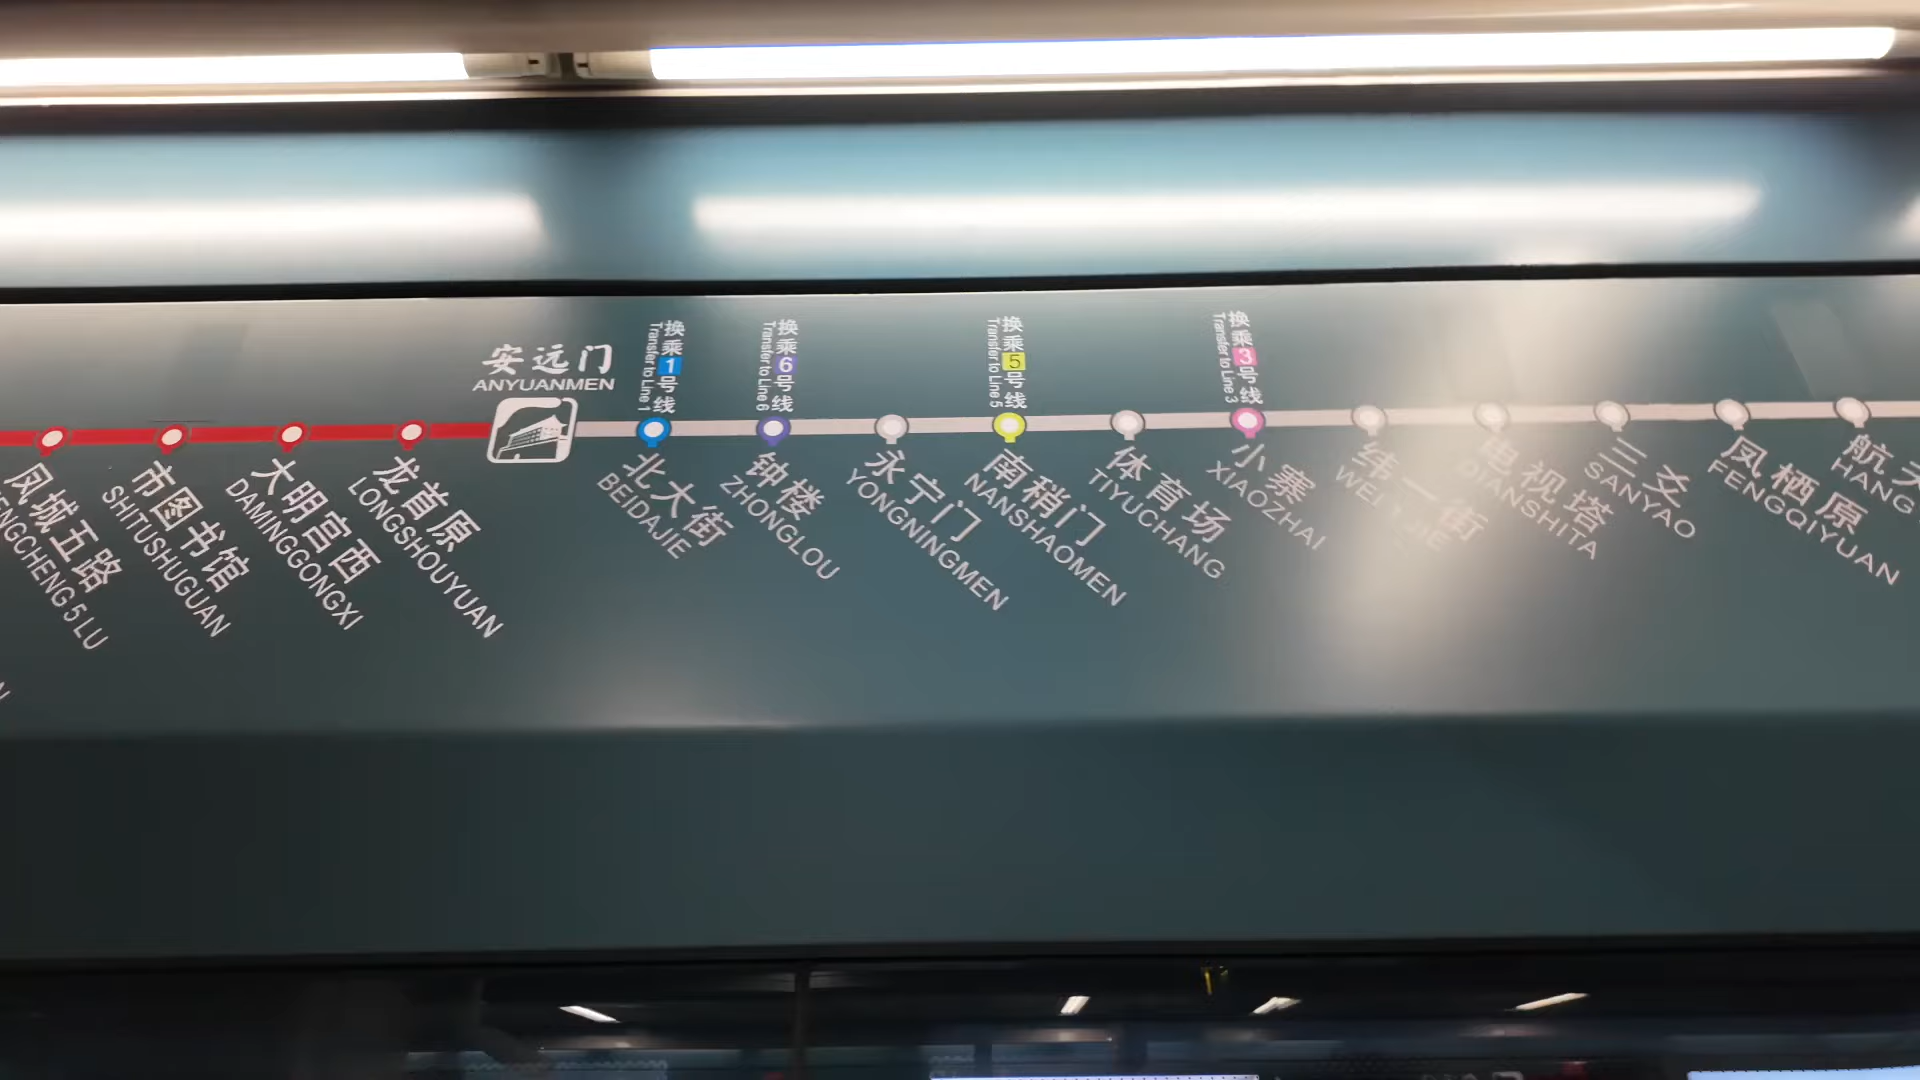 安远门
ANYUANMEN
换乘1号线
Transfer to Line 1
换乘6号线
Transfer to Line 6
换乘5号线
Transfer to Line 5
换乘3号线
Transfer to Line 3
凤城五路
ENGCHENG 5 LU
市图书馆
SHITUSHUGUAN
大明宫西
DAMINGGONGXI
龙首原
LONGSHOUYUAN
北大街
BEIDAJIE
钟楼
ZHONGLOU
永宁门
YONGNINGMEN
南稍门
NANSHAOMEN
体育场
TIYUCHANG
小寨
XIAOZHAI
纬一街
WEI YIJIE
电视塔
DIANSHITA
三爻
SANYAO
凤栖原
FENGQIYUAN
航天
HANG